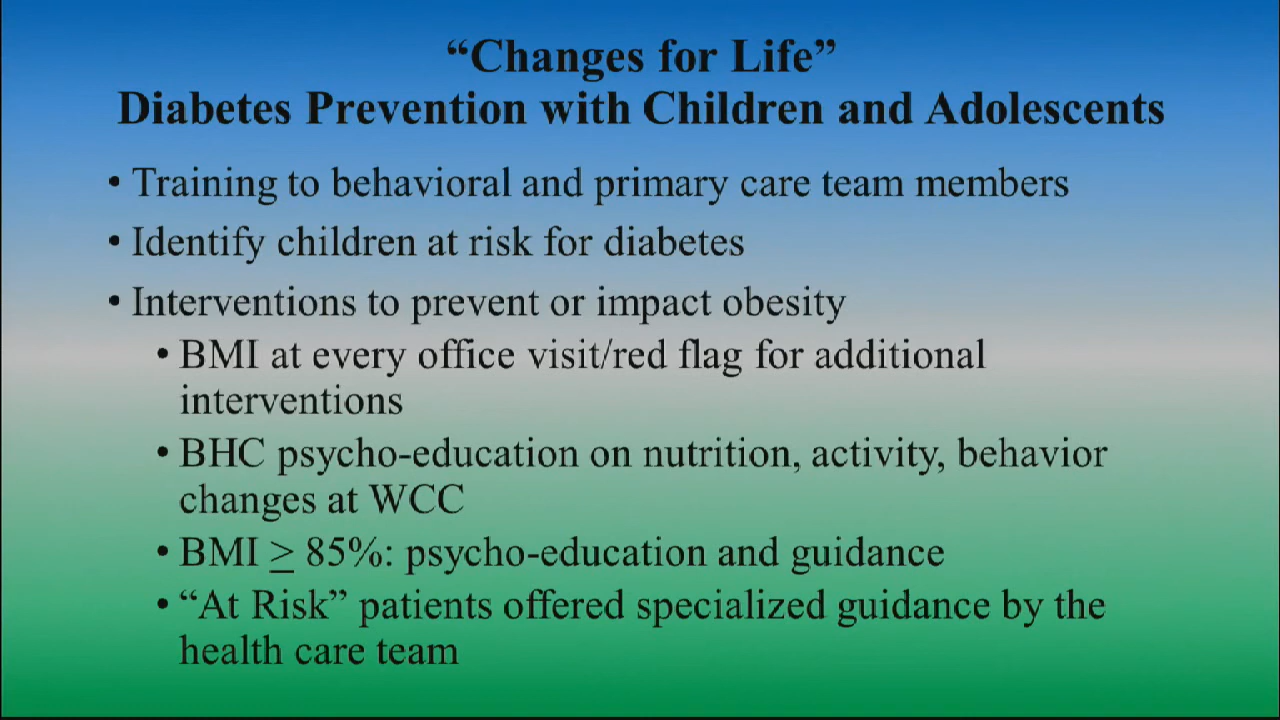 “Changes for Life”
Diabetes Prevention with Children and Adolescents
• Training to behavioral and primary care team members
• Identify children at risk for diabetes
• Interventions to prevent or impact obesity
• BMI at every office visit/red flag for additional
interventions
• BHC psycho-education on nutrition, activity, behavior
changes at WCC
• BMI ≥ 85%: psycho-education and guidance
• “At Risk” patients offered specialized guidance by the
health care team